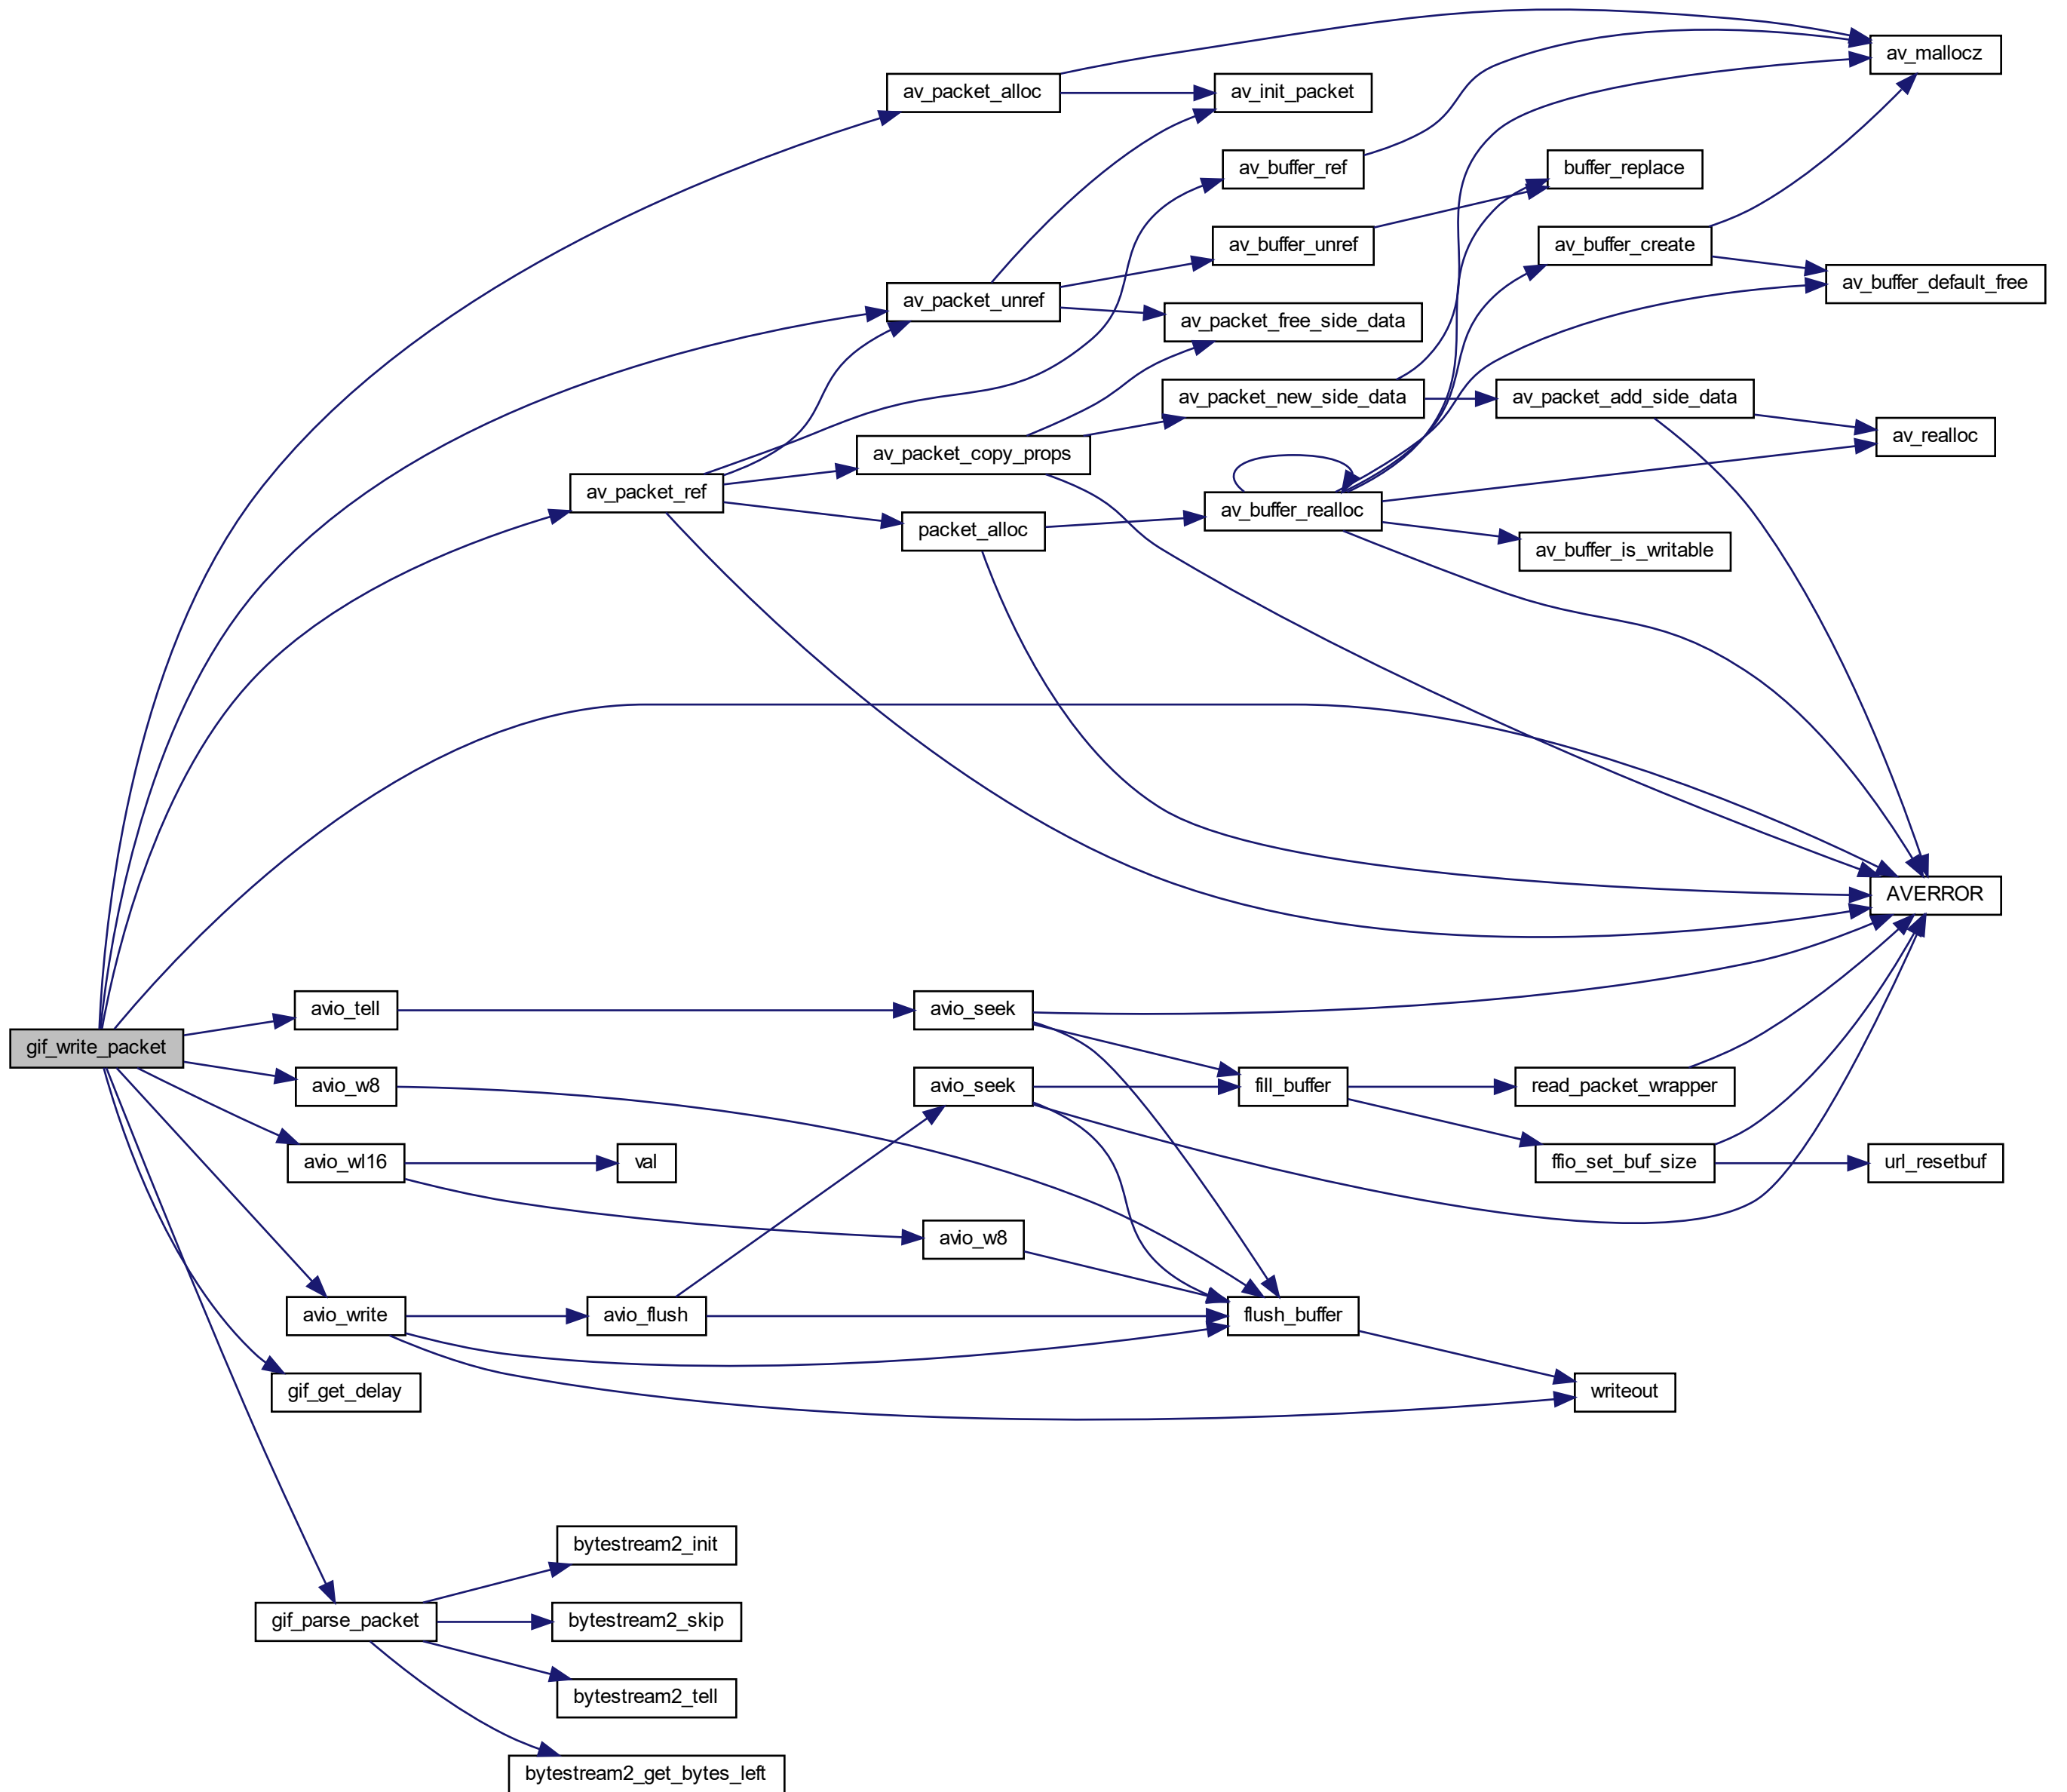 av_mallocz
av_packet_alloc
av_init_packet
av_buffer_ref
buffer_replace
av_buffer_unref
av_buffer_create
av_buffer_default_free
av_packet_unref
av_packet_free_side_data
av_packet_new_side_data
av_packet_add_side_data
av_realloc
av_packet_copy_props
av_packet_ref
av_buffer_realloc
packet_alloc
av_buffer_is_writable
AVERROR
avio_tell
avio_seek
gif_write_packet
avio_w8
avio_seek
fill_buffer
read_packet_wrapper
avio_wl16
val
ffio_set_buf_size
url_resetbuf
avio_w8
avio_write
avio_flush
flush_buffer
gif_get_delay
writeout
bytestream2_init
gif_parse_packet
bytestream2_skip
bytestream2_tell
bytestream2_get_bytes_left